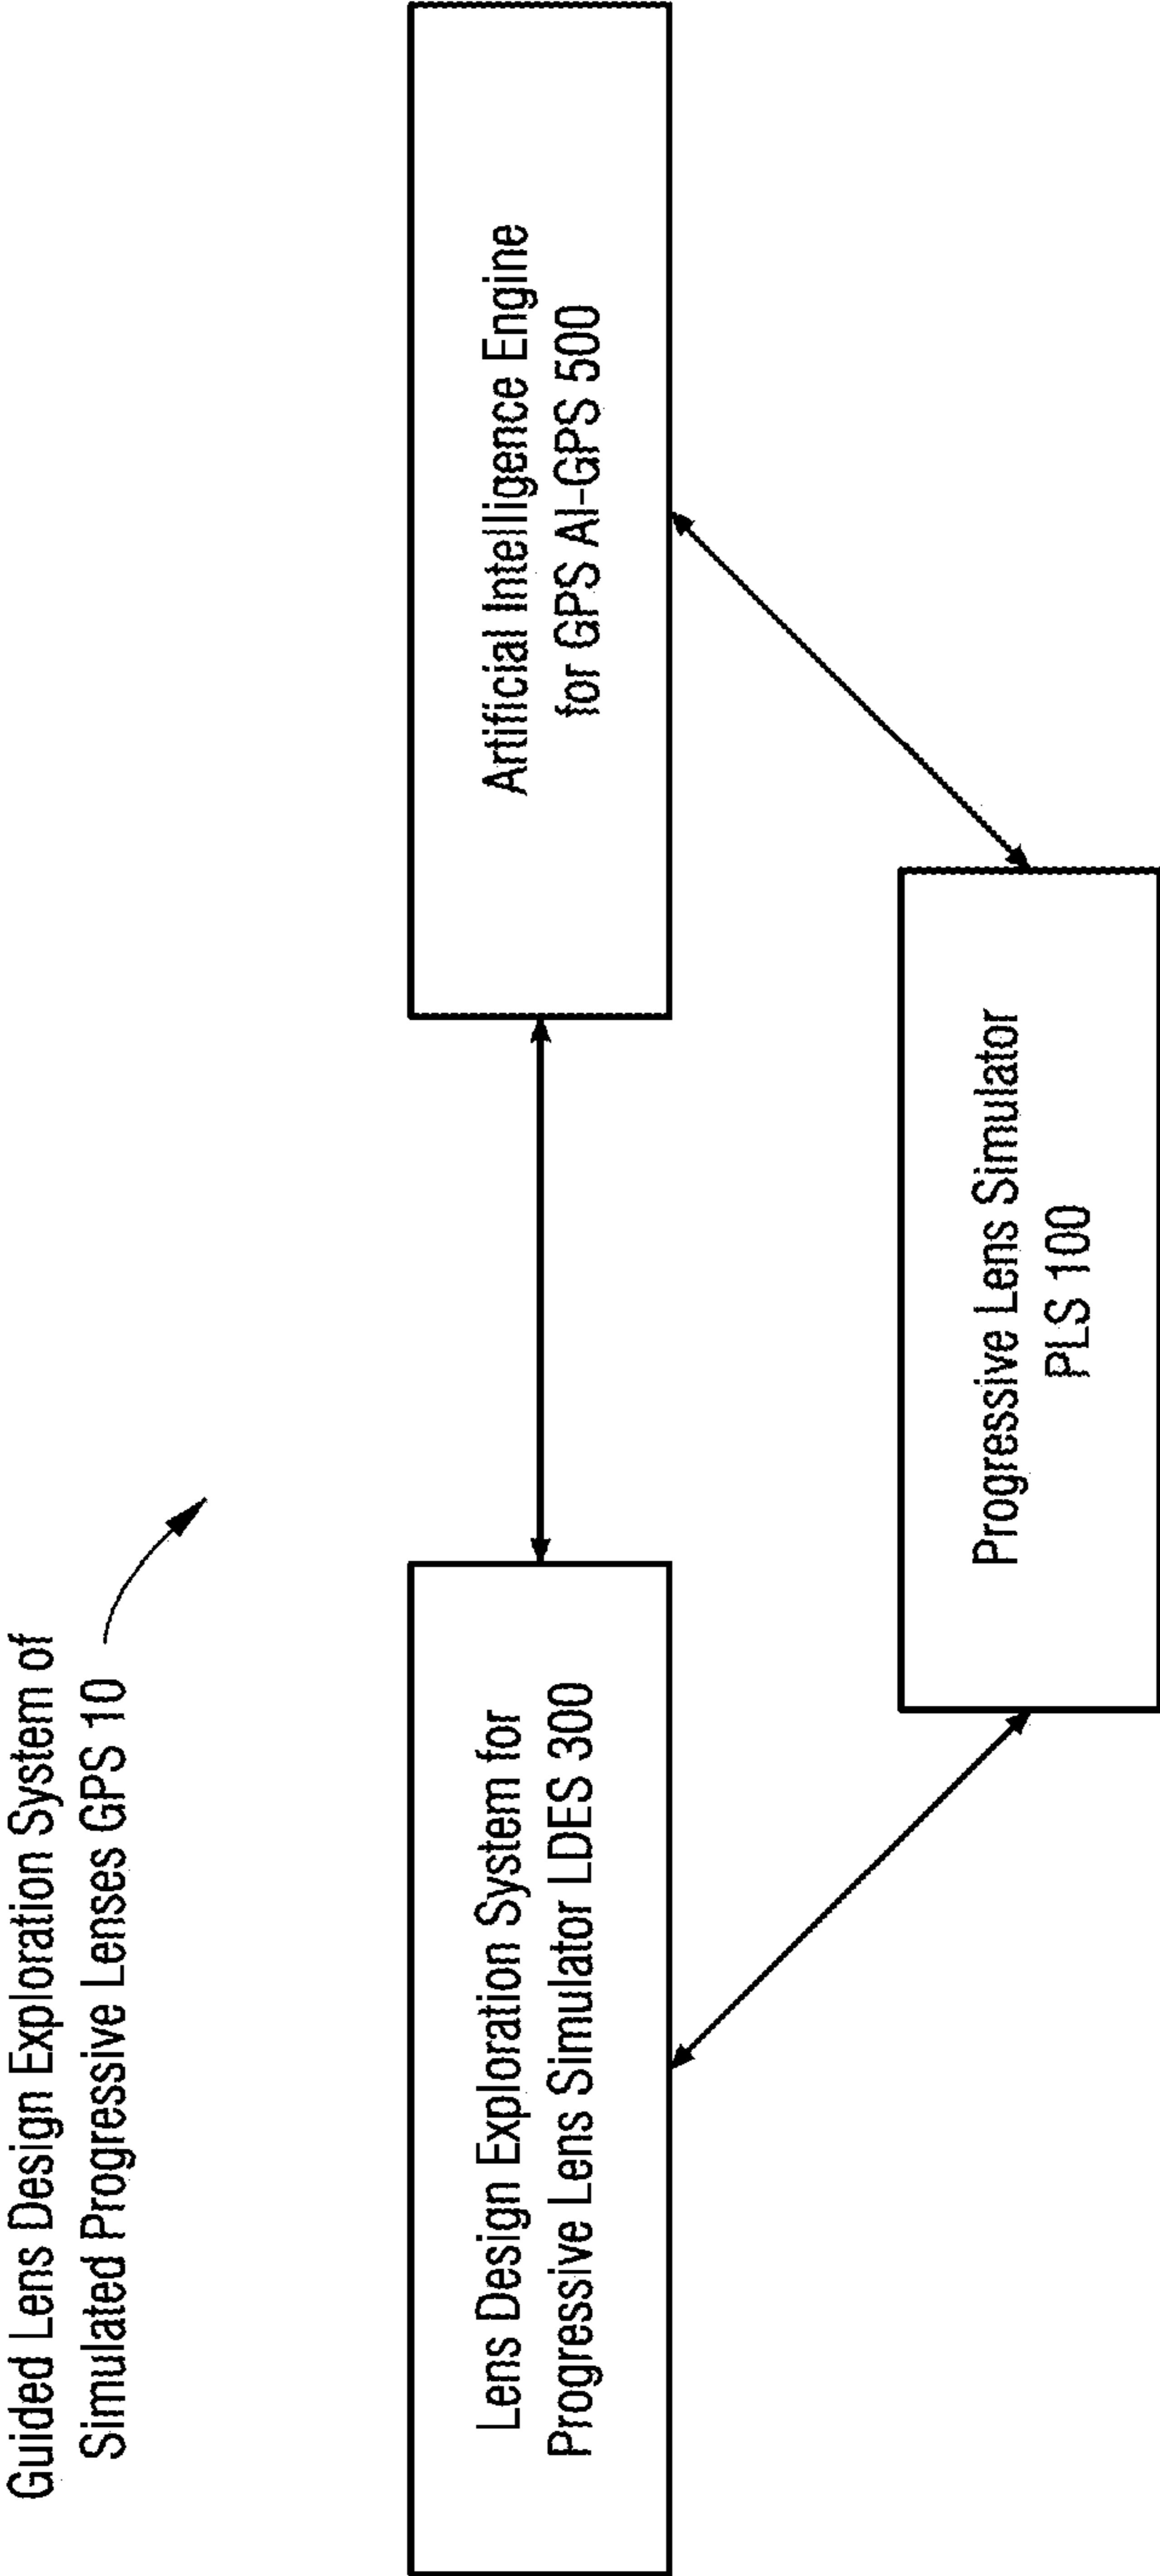 Guided Lens Design Exploration System of
Simulated Progressive Lenses GPS 10
Lens Design Exploration System for
Progressive Lens Simulator LDES 300
Artificial Intelligence Engine
for GPS AI-GPS 500
Progressive Lens Simulator
PLS 100